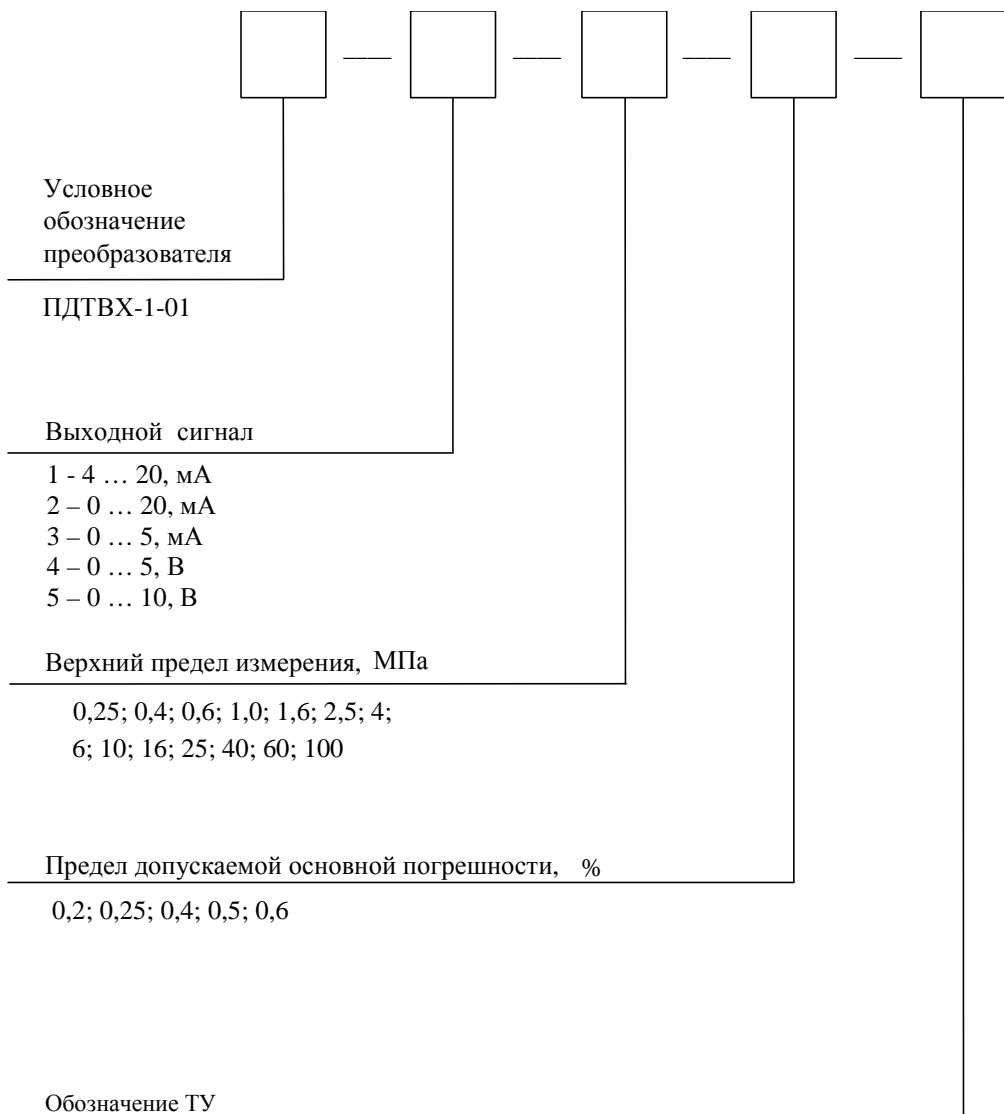 Условное
обозначение
преобразователя
ПДТВХ-1-01
Выходной сигнал
1 - 4 … 20, мА
2 – 0 … 20, мА
3 – 0 … 5, мА
4 – 0 … 5, В
5 – 0 … 10, В
Верхний предел измерения, МПа
0,25; 0,4; 0,6; 1,0; 1,6; 2,5; 4;
6; 10; 16; 25; 40; 60; 100
Предел допускаемой основной погрешности, %
0,2; 0,25; 0,4; 0,5; 0,6
Обозначение ТУ